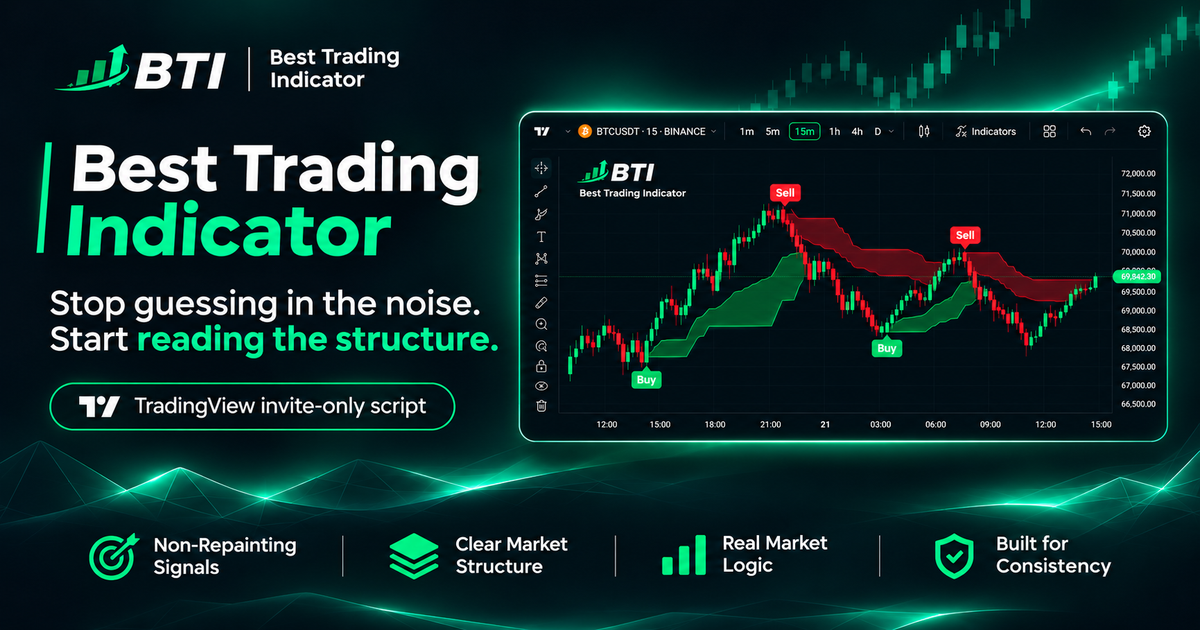 BTI
Best Trading
Indicator
Best Trading
Indicator
Stop guessing in the noise.
Start reading the structure.
TradingView invite-only script
BTCUSDT · 15 · BINANCE
1m 5m 15m 1h 4h D
Indicators
BTI
Best Trading Indicator
Sell
Sell
Buy
Buy
72,000.00
71,500.00
71,000.00
70,500.00
70,000.00
69,842.30
69,500.00
69,000.00
68,500.00
68,000.00
67,500.00
67,000.00
66,500.00
12:00 15:00 18:00 21:00 21 03:00 06:00 09:00 12:00 15:00
Non-Repainting
Signals
Clear Market
Structure
Real Market
Logic
Built for
Consistency